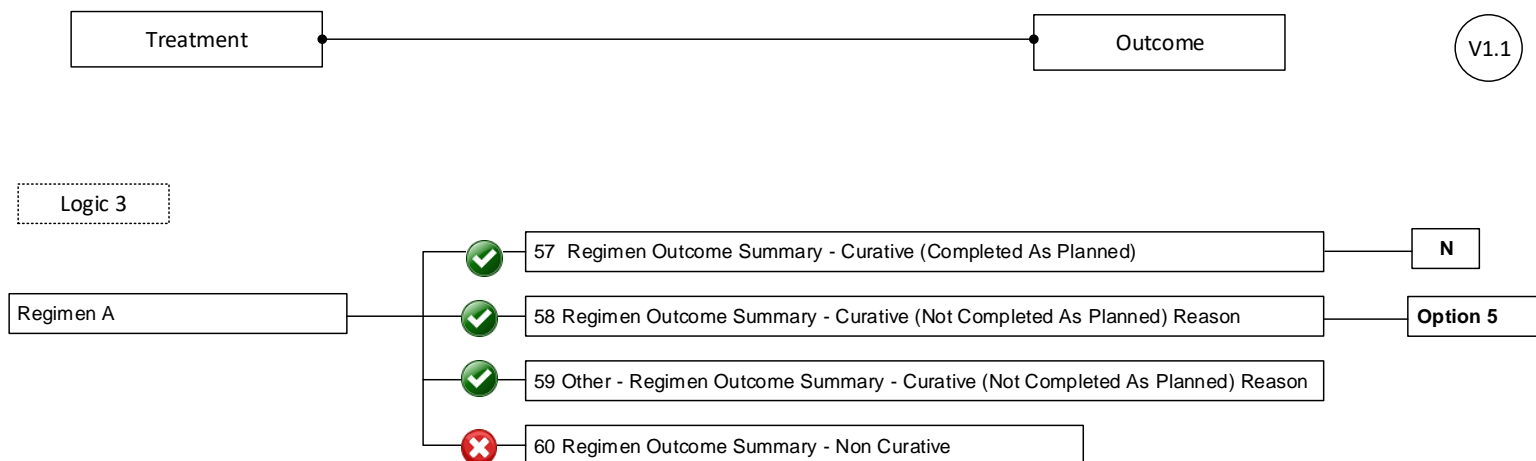 Treatment
Outcome
V1.1
Logic 3
57 Regimen Outcome Summary - Curative (Completed As Planned)
N
Regimen A
58 Regimen Outcome Summary - Curative (Not Completed As Planned) Reason
Option 5
59 Other - Regimen Outcome Summary - Curative (Not Completed As Planned) Reason
60 Regimen Outcome Summary - Non Curative